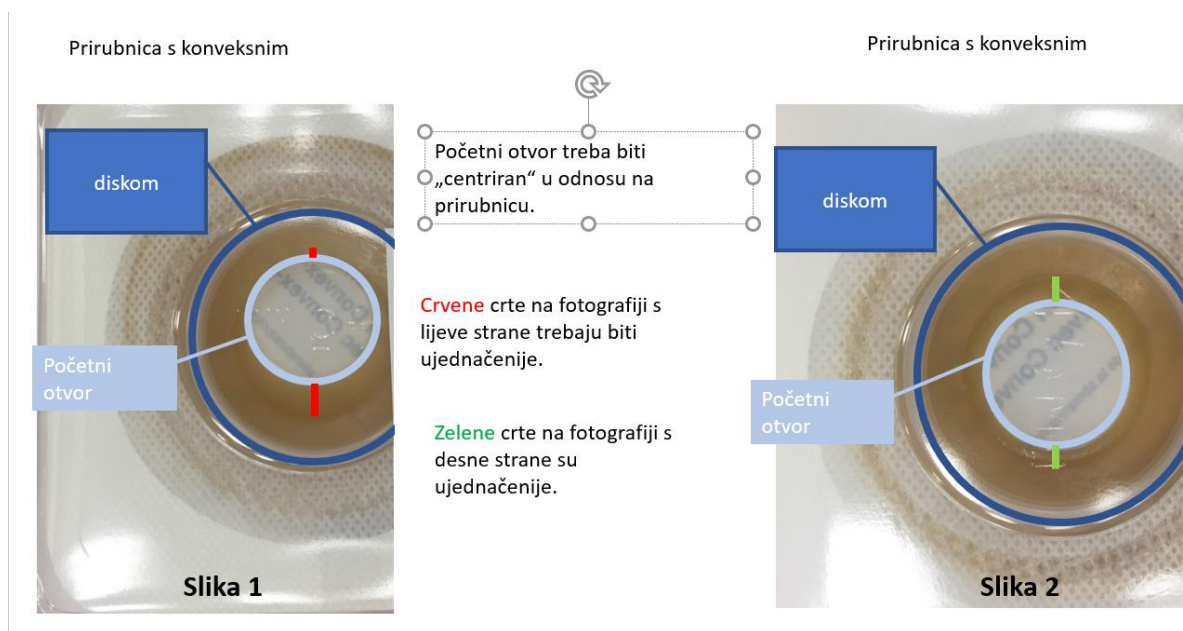 Prirubnica s konveksnim
diskom
Početni
otvor
Slika 1
Početni otvor treba biti
„centriran“ u odnosu na
prirubnicu.
Crvene crte na fotografiji s
lijeve strane trebaju biti
ujednačenije.
Zelene crte na fotografiji s
desne strane su
ujednačenije.
Prirubnica s konveksnim
diskom
Početni
otvor
Slika 2